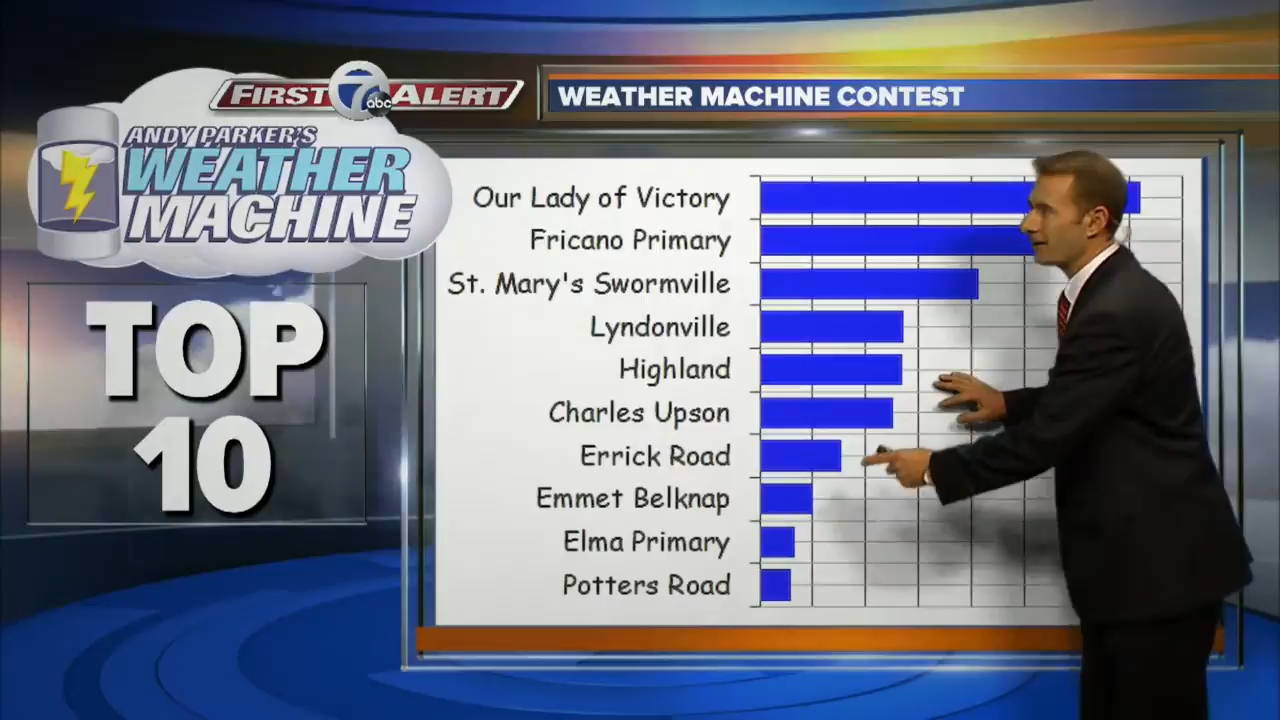 FIRST 7 abc ALERT
WEATHER MACHINE CONTEST
ANDY PARKER'S
WEATHER
MACHINE
TOP
10
Our Lady of Victory
Fricano Primary
St. Mary's Swormville
Lyndonville
Highland
Charles Upson
Errick Road
Emmet Belknap
Elma Primary
Potters Road